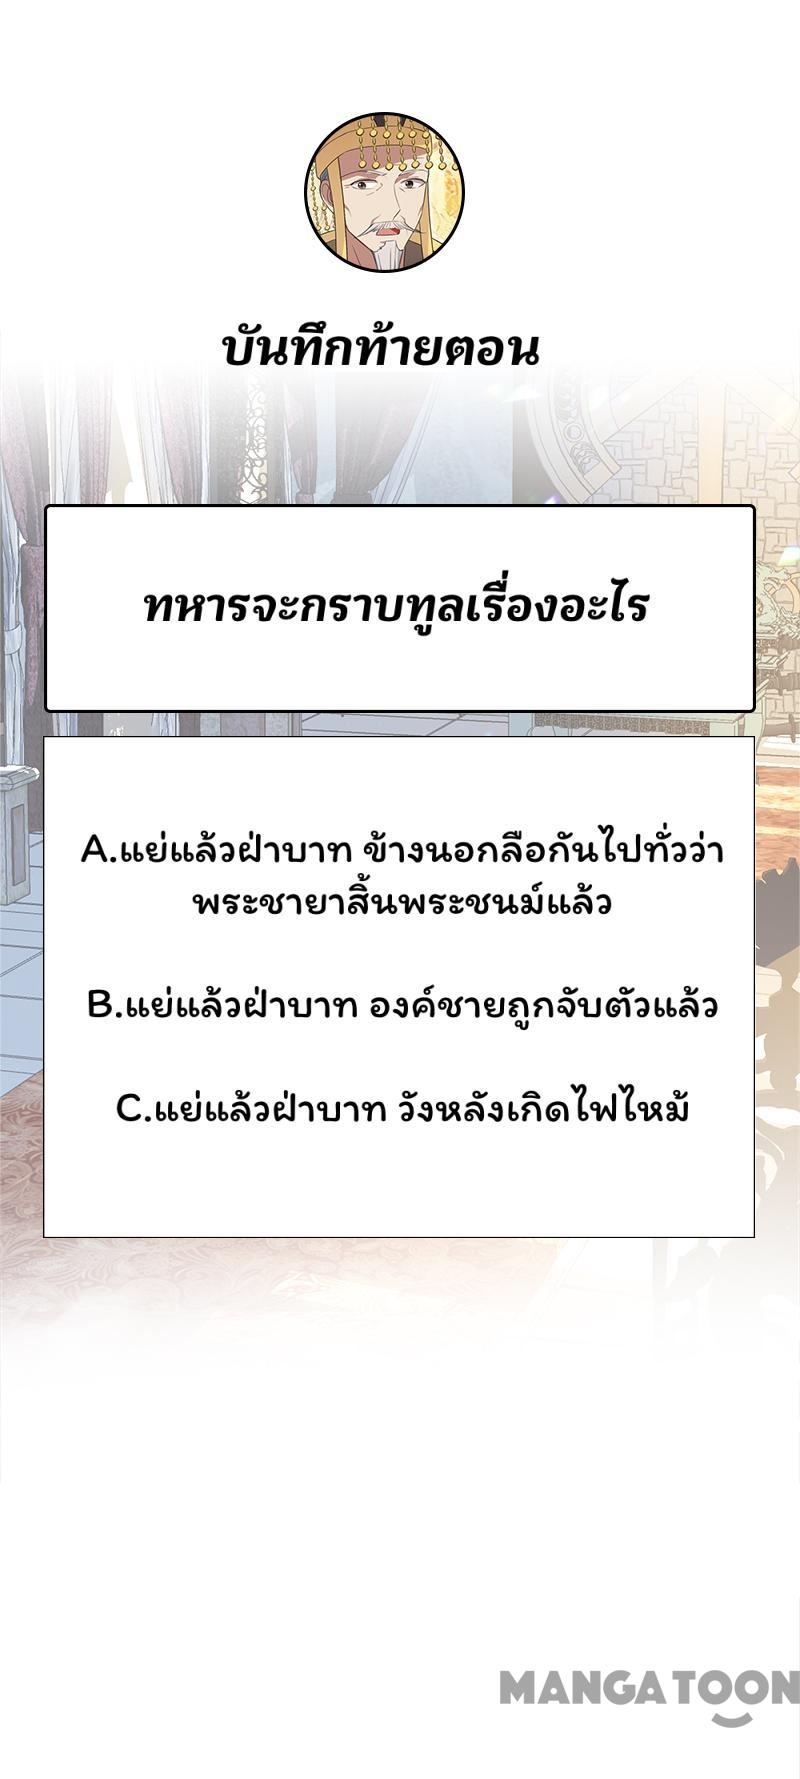 บันทึกท้ายตอน
ทหารจะกราบทูลเรื่องอะไร
A.แย่แล้วฝ่าบาท ข้างนอกลือกันไปทั่วว่า
พระชายาสิ้นพระชนม์แล้ว
B.แย่แล้วฝ่าบาท องค์ชายถูกจับตัวแล้ว
C.แย่แล้วฝ่าบาท วังหลังเกิดไฟไหม้
MANGATOON